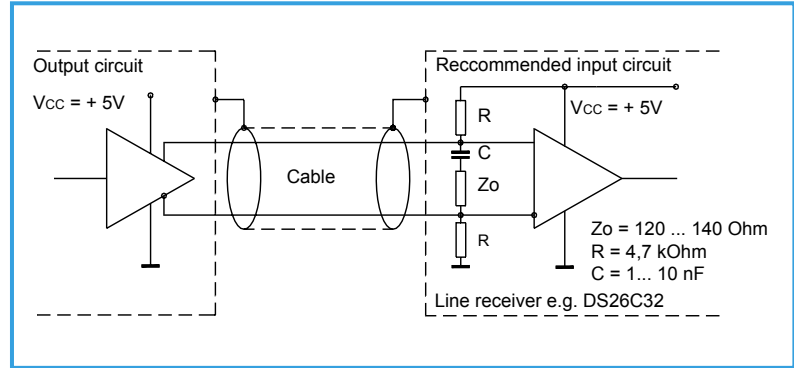 Output circuit
VCC = + 5V
Cable
Reccommended input circuit
R
VCC = + 5V
C
Zo
R
Zo = 120 ... 140 Ohm
R = 4,7 kOhm
C = 1... 10 nF
Line receiver e.g. DS26C32